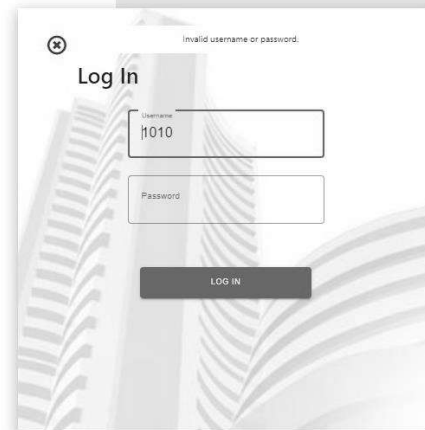 Invalid username or password.
Log In
Username
1010
Password
LOG IN